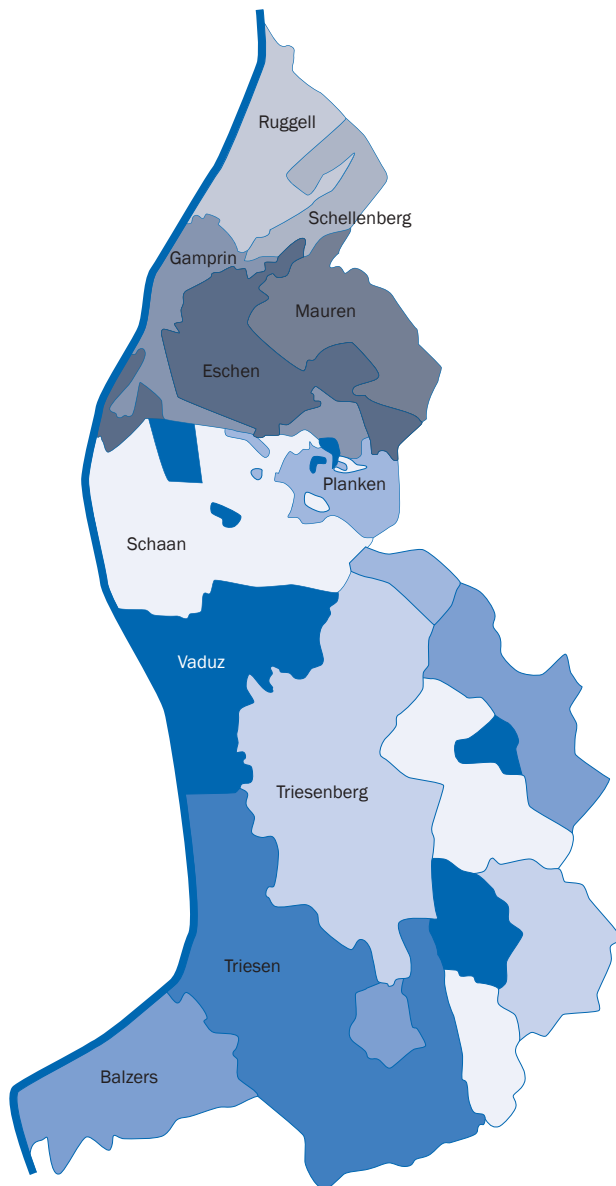 Ruggell
Schellenberg
Gamprin
Mauren
Eschen
Planken
Schaan
Vaduz
Triesenberg
Triesen
Balzers